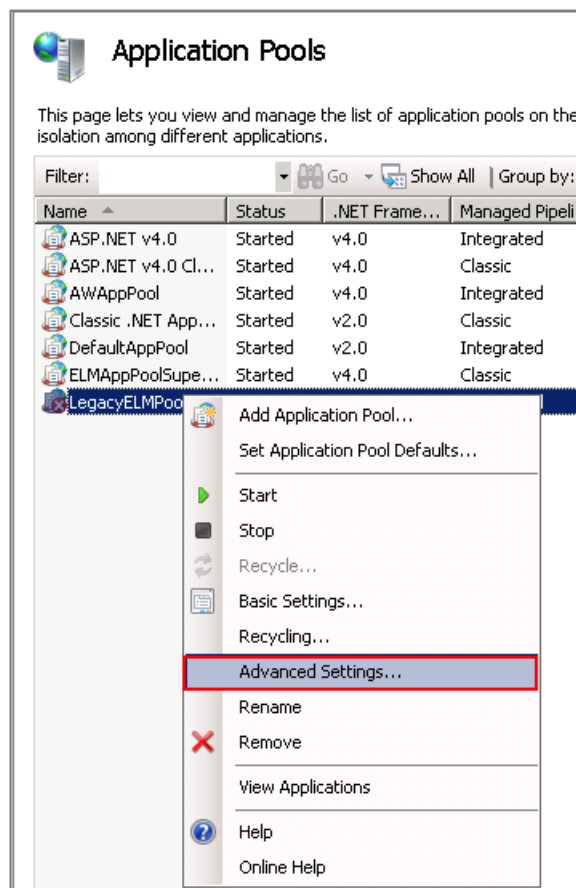 Application Pools
This page lets you view and manage the list of application pools on the
isolation among different applications.
Filter: Go Show All Group by:
Name Status .NET Frame... Managed Pipeli
ASP.NET v4.0 Started v4.0 Integrated
ASP.NET v4.0 Cl... Started v4.0 Classic
AWAppPool Started v4.0 Integrated
Classic .NET App... Started v2.0 Classic
DefaultAppPool Started v2.0 Integrated
ELMAppPoolSupe... Started v4.0 Classic
LegacyELMPoo
Add Application Pool...
Set Application Pool Defaults...
Start
Stop
Recycle...
Basic Settings...
Recycling...
Advanced Settings...
Rename
Remove
View Applications
Help
Online Help